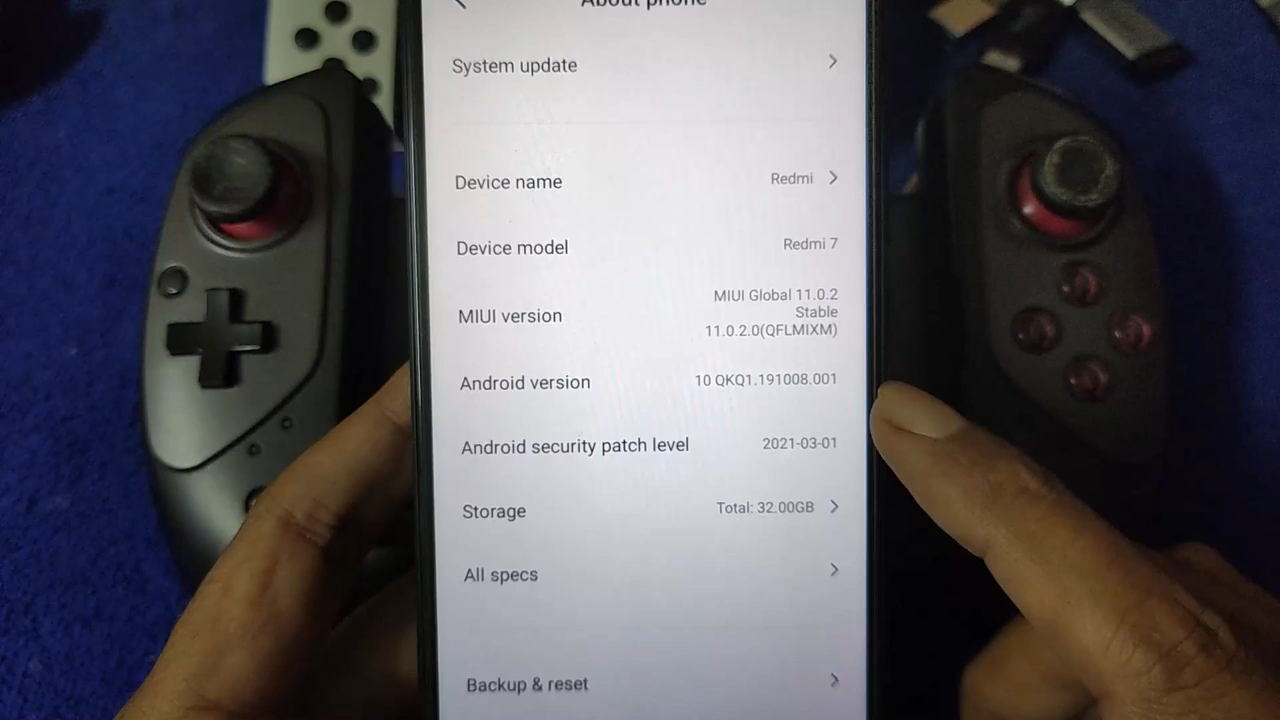 About phone
System update
Device name Redmi
Device model Redmi 7
MIUI version MIUI Global 11.0.2
Stable
11.0.2.0(QFLMIXM)
Android version 10 QKQ1.191008.001
Android security patch level 2021-03-01
Storage Total: 32.00GB
All specs
Backup & reset